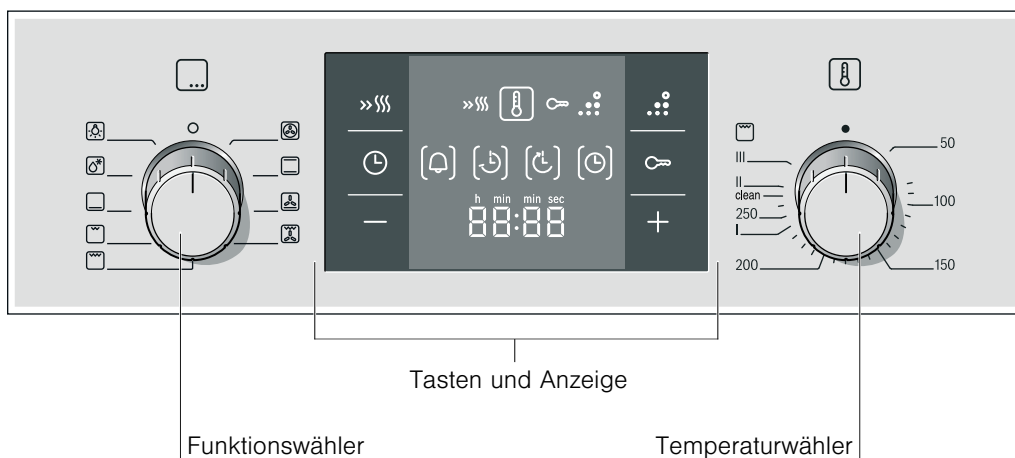 h min min sec
88:88
50
100
150
200
I
250
clean
II
III
Tasten und Anzeige
Funktionswähler
Temperaturwähler